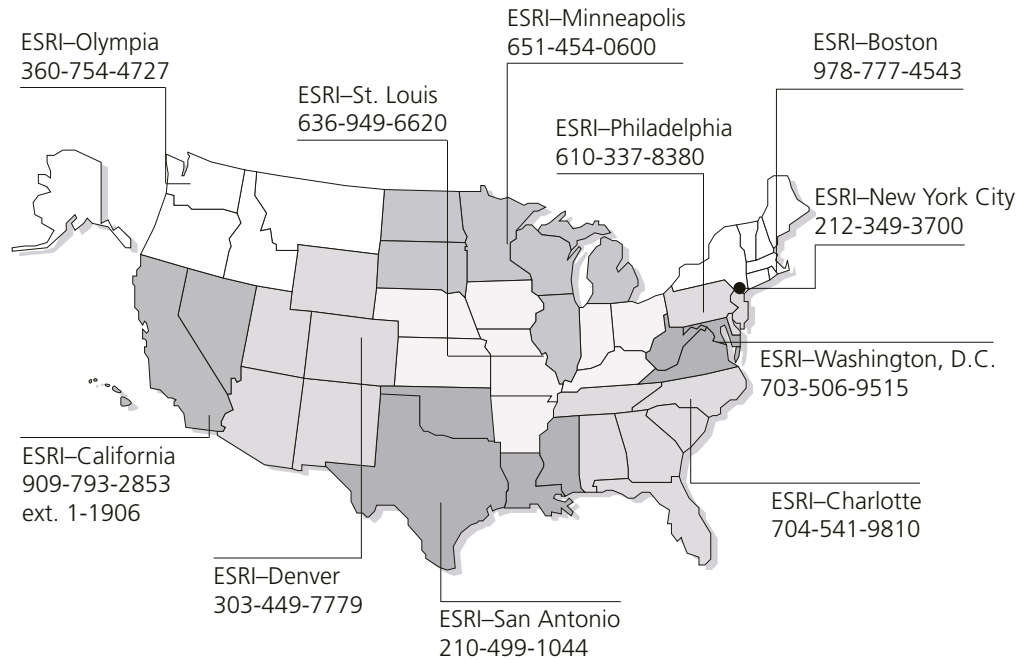 ESRI–Minneapolis
651-454-0600
ESRI–Olympia
360-754-4727
ESRI–Boston
978-777-4543
ESRI–St. Louis
636-949-6620
ESRI–Philadelphia
610-337-8380
ESRI–New York City
212-349-3700
ESRI–Washington, D.C.
703-506-9515
ESRI–California
909-793-2853
ext. 1-1906
ESRI–Charlotte
704-541-9810
ESRI–Denver
303-449-7779
ESRI–San Antonio
210-499-1044